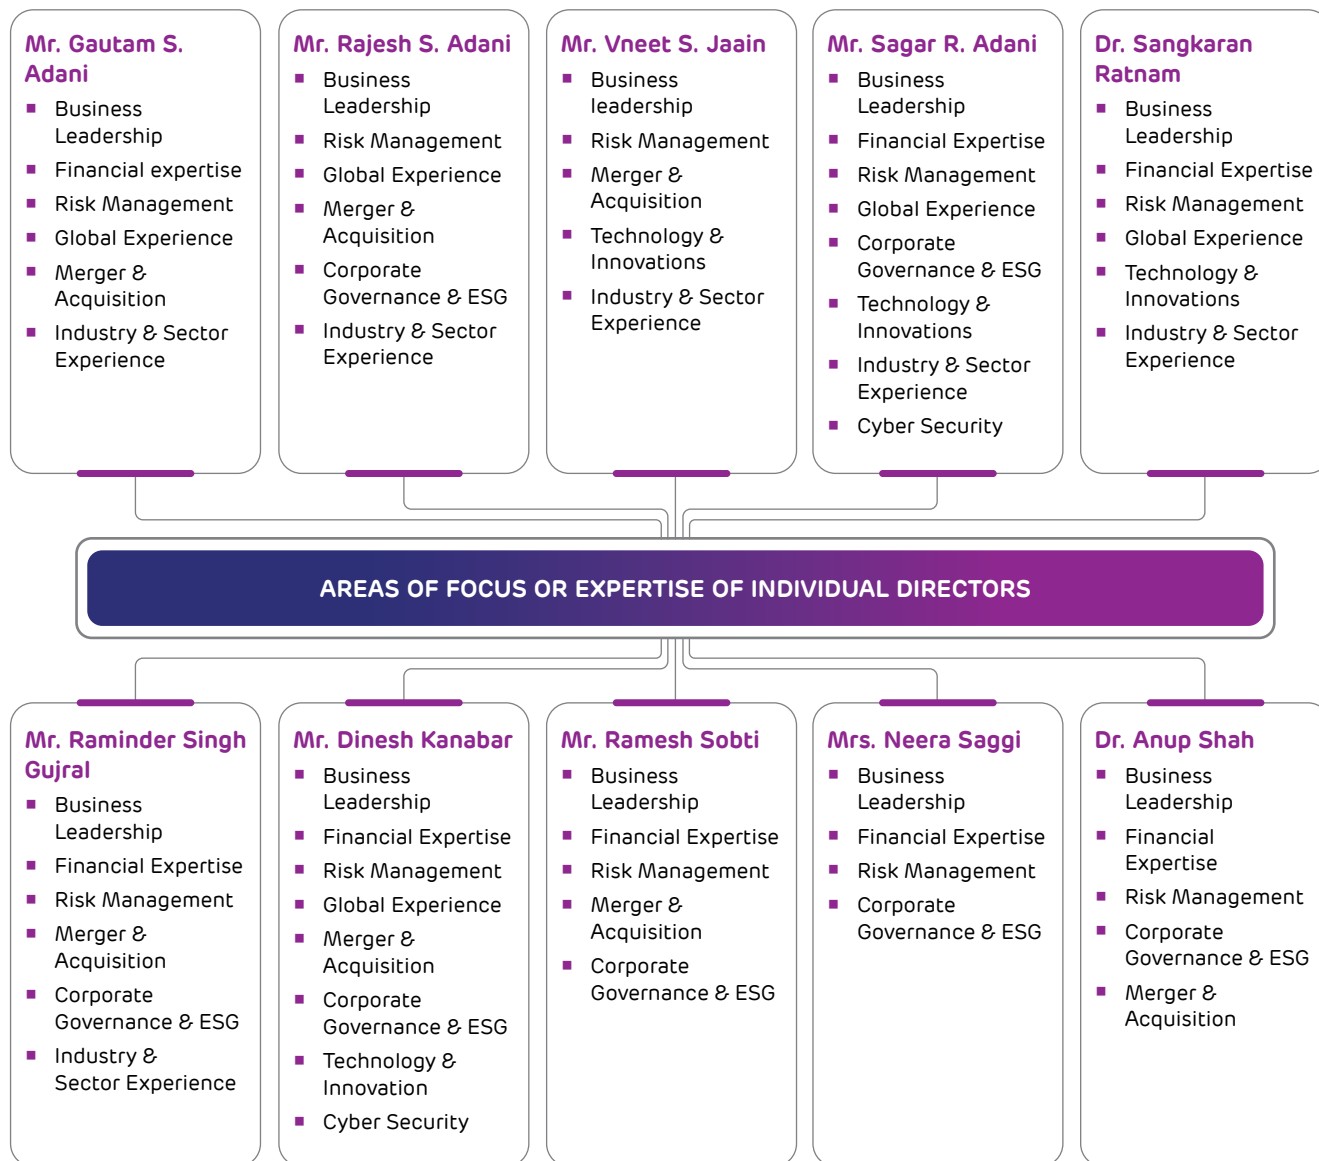 Mr. Gautam S.
Adani
Business
Leadership
Financial expertise
Risk Management
Global Experience
Merger &
Acquisition
Industry & Sector
Experience
Mr. Rajesh S. Adani
Business
Leadership
Risk Management
Global Experience
Merger &
Acquisition
Corporate
Governance & ESG
Industry & Sector
Experience
Mr. Vneet S. Jaain
Business
leadership
Risk Management
Merger &
Acquisition
Technology &
Innovations
Industry & Sector
Experience
Mr. Sagar R. Adani
Business
Leadership
Financial Expertise
Risk Management
Global Experience
Corporate
Governance & ESG
Technology &
Innovations
Industry & Sector
Experience
Cyber Security
Dr. Sangkaran
Ratnam
Business
Leadership
Financial Expertise
Risk Management
Global Experience
Technology &
Innovations
Industry & Sector
Experience
AREAS OF FOCUS OR EXPERTISE OF INDIVIDUAL DIRECTORS
Mr. Raminder Singh
Gujral
Business
Leadership
Financial Expertise
Risk Management
Merger &
Acquisition
Corporate
Governance & ESG
Industry &
Sector Experience
Mr. Dinesh Kanabar
Business
Leadership
Financial Expertise
Risk Management
Global Experience
Merger &
Acquisition
Corporate
Governance & ESG
Technology &
Innovation
Cyber Security
Mr. Ramesh Sobti
Business
Leadership
Financial Expertise
Risk Management
Merger &
Acquisition
Corporate
Governance & ESG
Mrs. Neera Saggi
Business
Leadership
Financial Expertise
Risk Management
Corporate
Governance & ESG
Dr. Anup Shah
Business
Leadership
Financial
Expertise
Risk Management
Corporate
Governance & ESG
Merger &
Acquisition